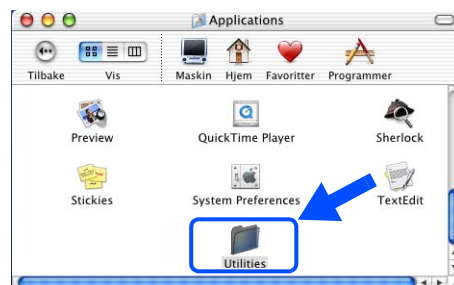 Applications
Tilbake Vis Maskin Hjem Favoritter Programmer
Preview QuickTime Player Sherlock
Stickies System Preferences TextEdit
Utilities